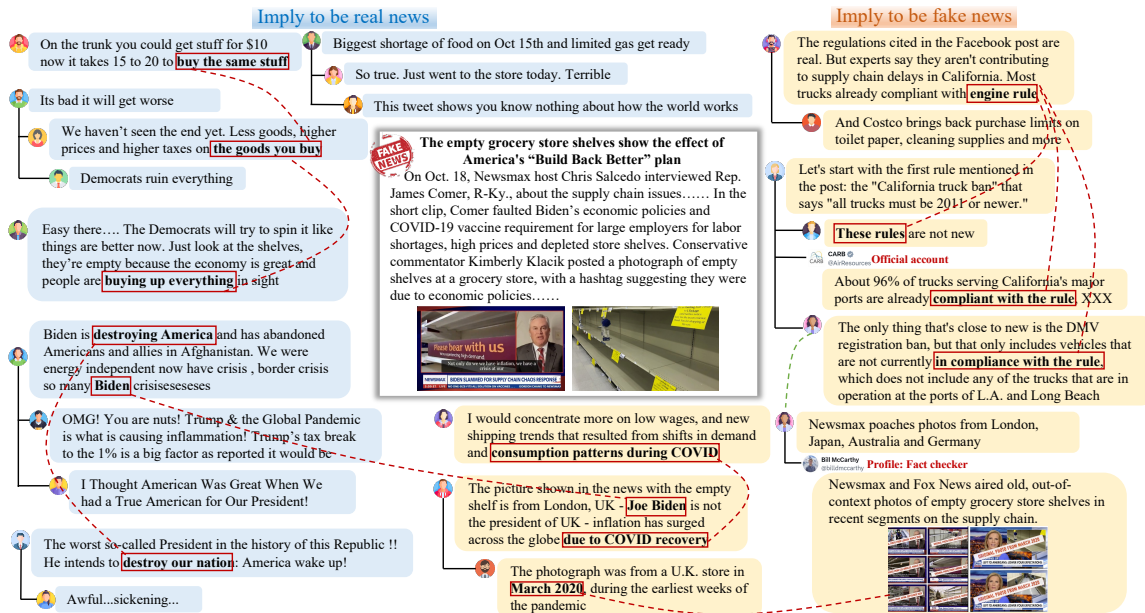 Imply to be real news
Imply to be fake news
On the trunk you could get stuff for $10
now it takes 15 to 20 to buy the same stuff
Its bad it will get worse
We haven't seen the end yet. Less goods, higher
prices and higher taxes on the goods you buy
Democrats ruin everything
Easy there…. The Democrats will try to spin it like
things are better now. Just look at the shelves,
they're empty because the economy is great and
people are buying up everything in sight
Biden is destroying America and has abandoned
Americans and allies in Afghanistan. We were
energy independent now have crisis , border crisis
so many Biden crisiseseseses
OMG! You are nuts! Trump & the Global Pandemic
is what is causing inflammation! Trump's tax break
to the 1% is a big factor as reported it would be
I Thought American Was Great When We
had a True American for Our President!
The worst so-called President in the history of this Republic !!
He intends to destroy our nation: America wake up!
Awful...sickening...
Biggest shortage of food on Oct 15th and limited gas get ready
So true. Just went to the store today. Terrible
This tweet shows you know nothing about how the world works
FAKE NEWS
The empty grocery store shelves show the effect of
America's “Build Back Better” plan
On Oct. 18, Newsmax host Chris Salcedo interviewed Rep.
James Comer, R-Ky., about the supply chain issues…… In the
short clip, Comer faulted Biden's economic policies and
COVID-19 vaccine requirement for large employers for labor
shortages, high prices and depleted store shelves. Conservative
commentator Kimberly Klacik posted a photograph of empty
shelves at a grocery store, with a hashtag suggesting they were
due to economic policies……
Please bear with us
NEWSMAX BIDEN SLAMMED FOR SUPPLY CHAIN CHAOS RESPONSE
I would concentrate more on low wages, and new
shipping trends that resulted from shifts in demand
and consumption patterns during COVID
The picture shown in the news with the empty
shelf is from London, UK - Joe Biden is not
the president of UK - inflation has surged
across the globe due to COVID recovery
The photograph was from a U.K. store in
March 2020, during the earliest weeks of
the pandemic
The regulations cited in the Facebook post are
real. But experts say they aren't contributing
to supply chain delays in California. Most
trucks already compliant with engine rule
And Costco brings back purchase limits on
toilet paper, cleaning supplies and more
Let's start with the first rule mentioned in
the post: the "California truck ban" that
says "all trucks must be 2011 or newer."
These rules are not new
CARB
CARB
@AirResources Official account
About 96% of trucks serving California's major
ports are already compliant with the rule. XXX
The only thing that's close to new is the DMV
registration ban, but that only includes vehicles that
are not currently in compliance with the rule,
which does not include any of the trucks that are in
operation at the ports of L.A. and Long Beach
Newsmax poaches photos from London,
Japan, Australia and Germany
Bill McCarthy
@billdmccarthy Profile: Fact checker
Newsmax and Fox News aired old, out-of-
context photos of empty grocery store shelves in
recent segments on the supply chain.
ORIGINAL PHOTO FROM MARCH 2020